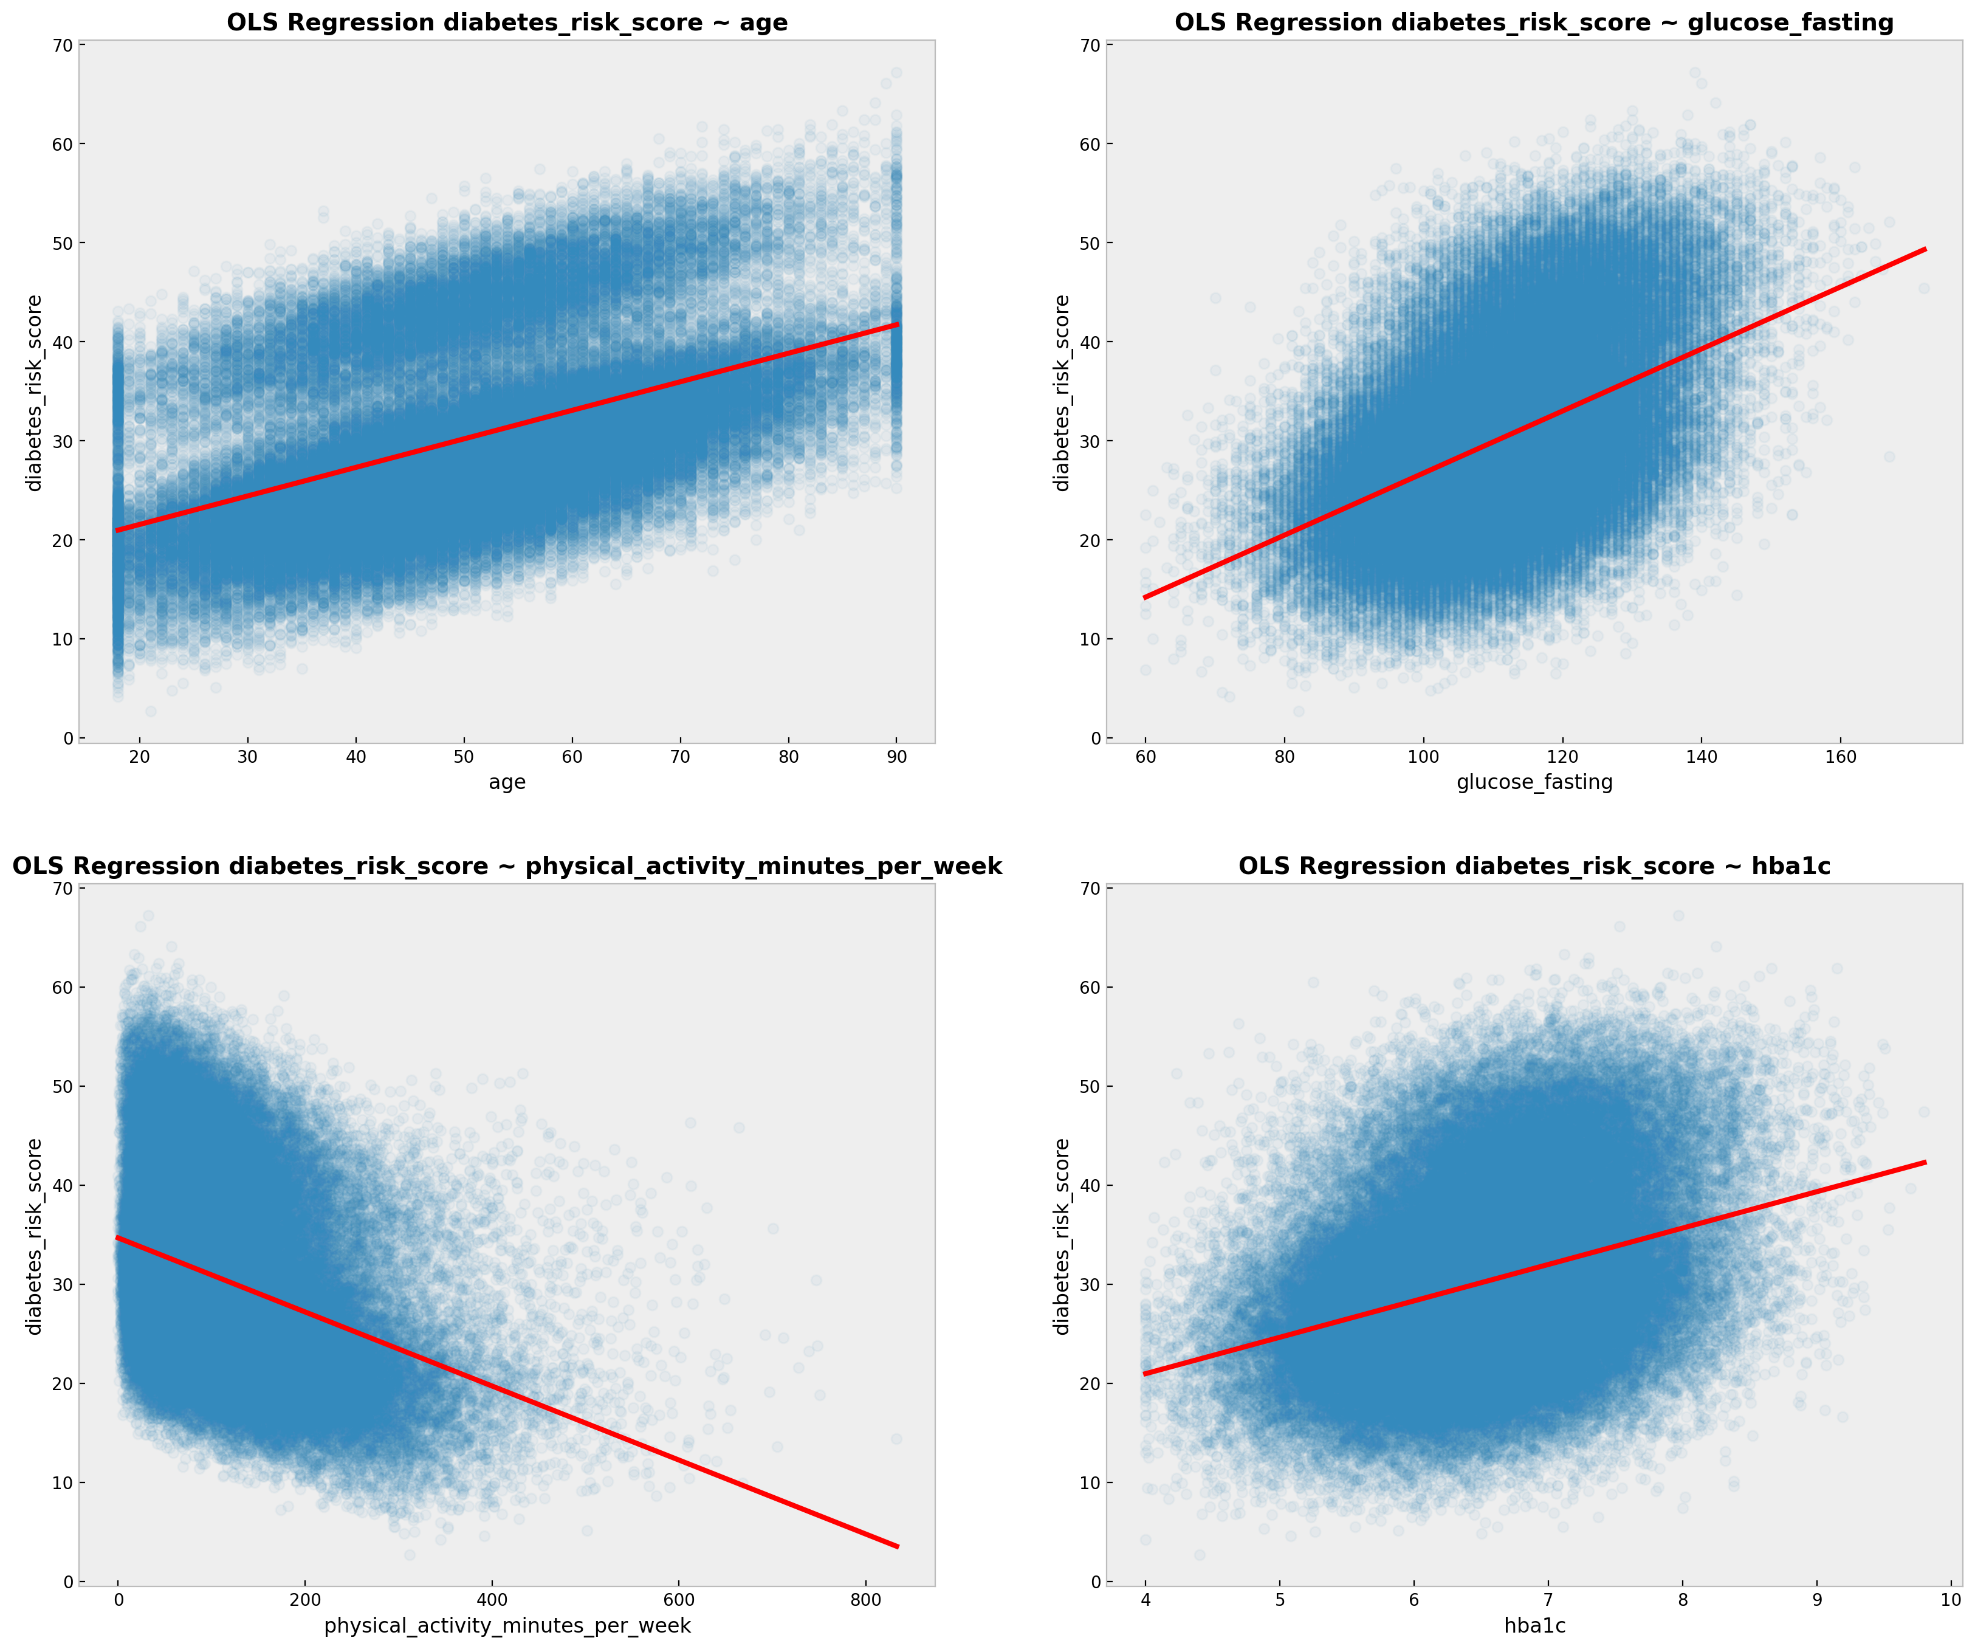 OLS Regression diabetes_risk_score ~ age
70
60
50
40
30
20
10
0
diabetes_risk_score
20 30 40 50 60 70 80 90
age
OLS Regression diabetes_risk_score ~ glucose_fasting
70
60
50
40
30
20
10
0
diabetes_risk_score
60 80 100 120 140 160
glucose_fasting
OLS Regression diabetes_risk_score ~ physical_activity_minutes_per_week
70
60
50
40
30
20
10
0
diabetes_risk_score
0 200 400 600 800
physical_activity_minutes_per_week
OLS Regression diabetes_risk_score ~ hba1c
70
60
50
40
30
20
10
0
diabetes_risk_score
4 5 6 7 8 9 10
hba1c